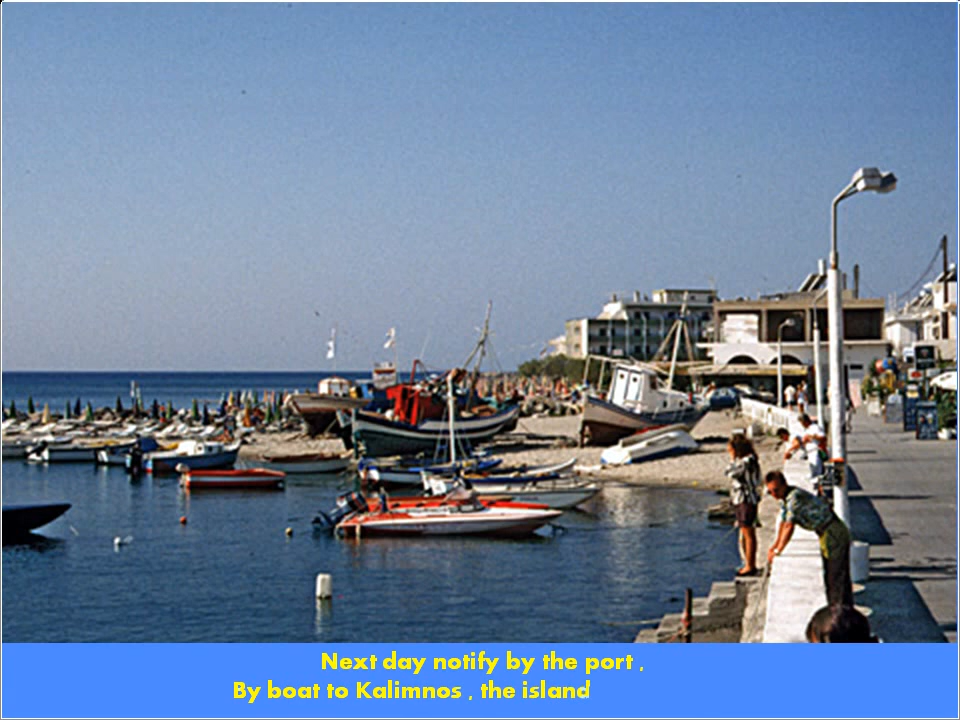 Next day notify by the port ,
By boat to Kalimnos , the island